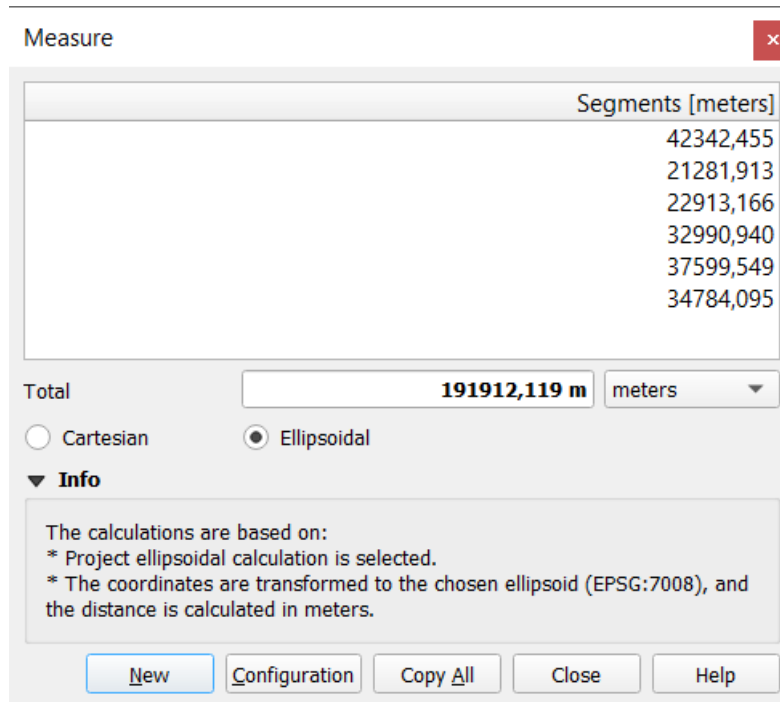 Measure
Segments [meters]
42342,455
21281,913
22913,166
32990,940
37599,549
34784,095
Total 191912,119 m meters
Cartesian Ellipsoidal
Info
The calculations are based on:
* Project ellipsoidal calculation is selected.
* The coordinates are transformed to the chosen ellipsoid (EPSG:7008), and
the distance is calculated in meters.
New Configuration Copy All Close Help